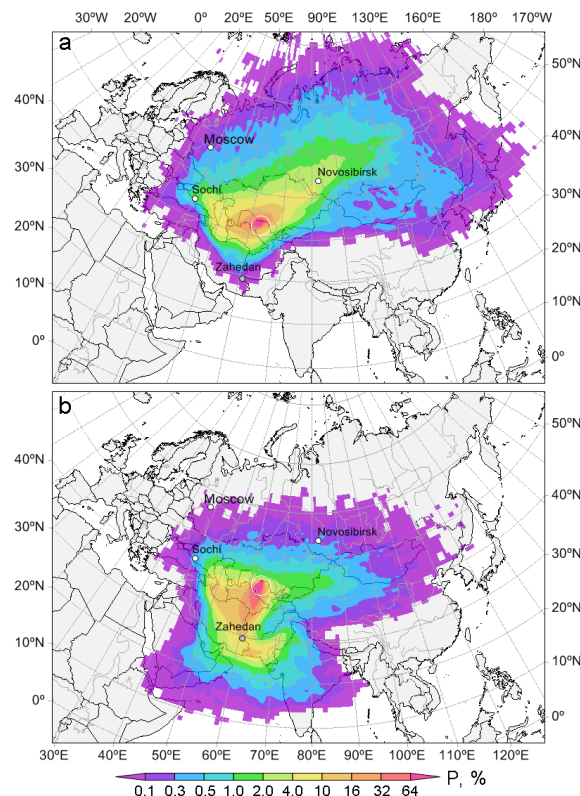 30ºW 20ºW 0º 20ºE 50ºE 90ºE 130ºE 160ºE 180º 170ºW
a
50ºN
40ºN
Moscow
40ºN
30ºN
Novosibirsk
Sochi
30ºN
20ºN
20ºN
Zahedan
10ºN
10ºN
0º
0º
b
50ºN
40ºN
Moscow
40ºN
30ºN
Novosibirsk
Sochi
30ºN
20ºN
20ºN
Zahedan
10ºN
10ºN
0º
0º
30ºE 40ºE 50ºE 60ºE 70ºE 80ºE 90ºE 100ºE 110ºE 120ºE
0.1 0.3 0.5 1.0 2.0 4.0 10 16 32 64 P, %